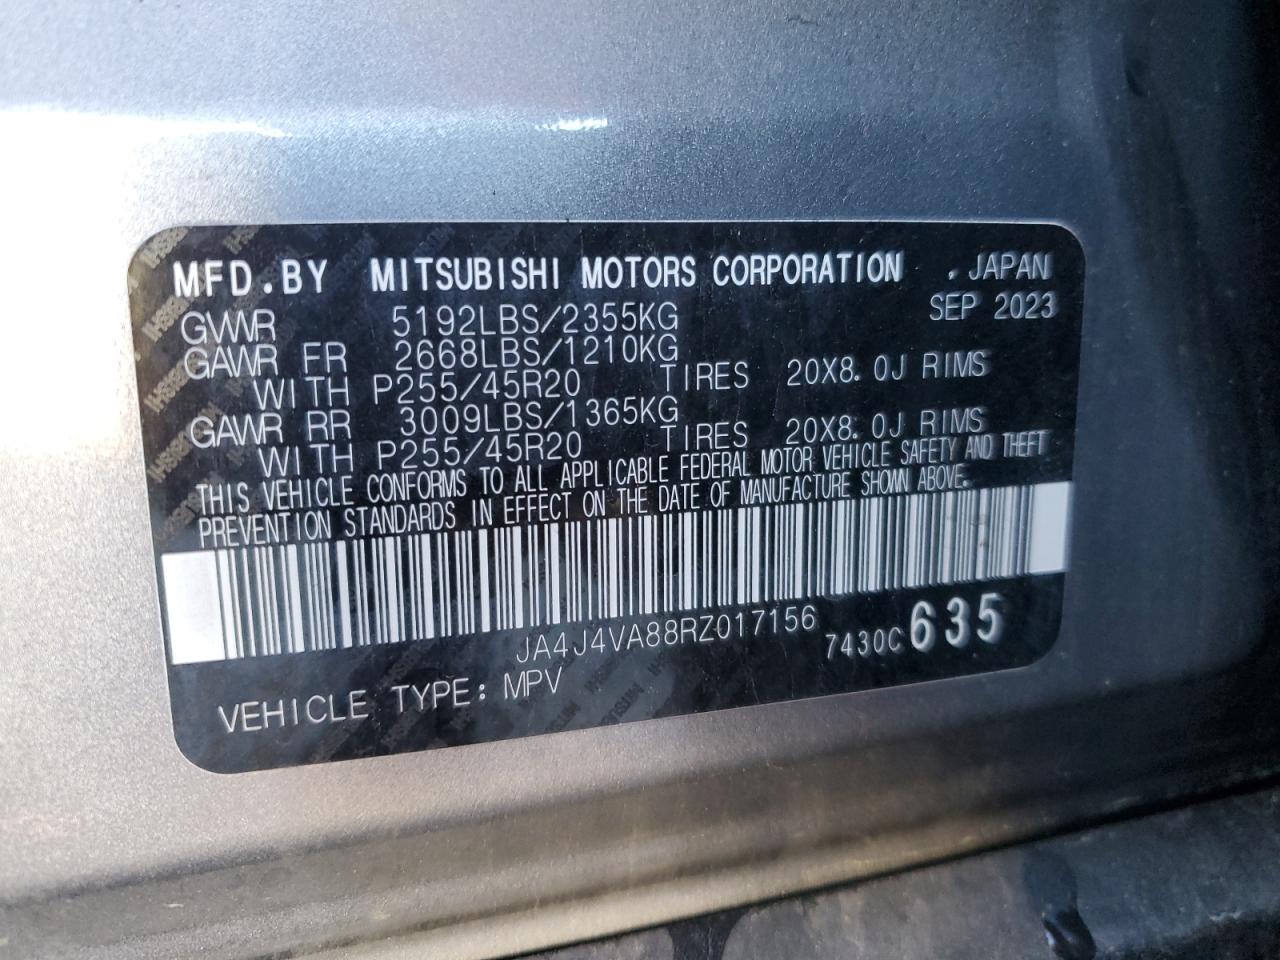 MFD.BY MITSUBISHI MOTORS CORPORATION , JAPAN
GVWR 5192LBS/2355KG SEP 2023
GAWR FR 2668LBS/1210KG
WITH P255/45R20 TIRES 20X8.0J RIMS
GAWR RR 3009LBS/1365KG
WITH P255/45R20 TIRES 20X8.0J RIMS
THIS VEHICLE CONFORMS TO ALL APPLICABLE FEDERAL MOTOR VEHICLE SAFETY AND THEFT
PREVENTION STANDARDS IN EFFECT ON THE DATE OF MANUFACTURE SHOWN ABOVE.
JA4J4VA88RZ017156 7430C635
VEHICLE TYPE: MPV